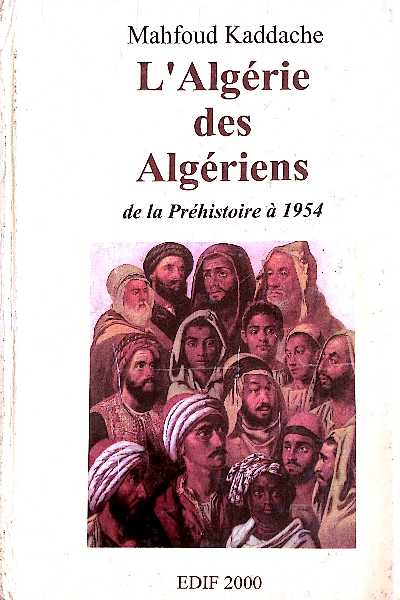 Mahfoud Kaddache
L'Algérie
des
Algériens
de la Préhistoire à 1954
EDIF 2000